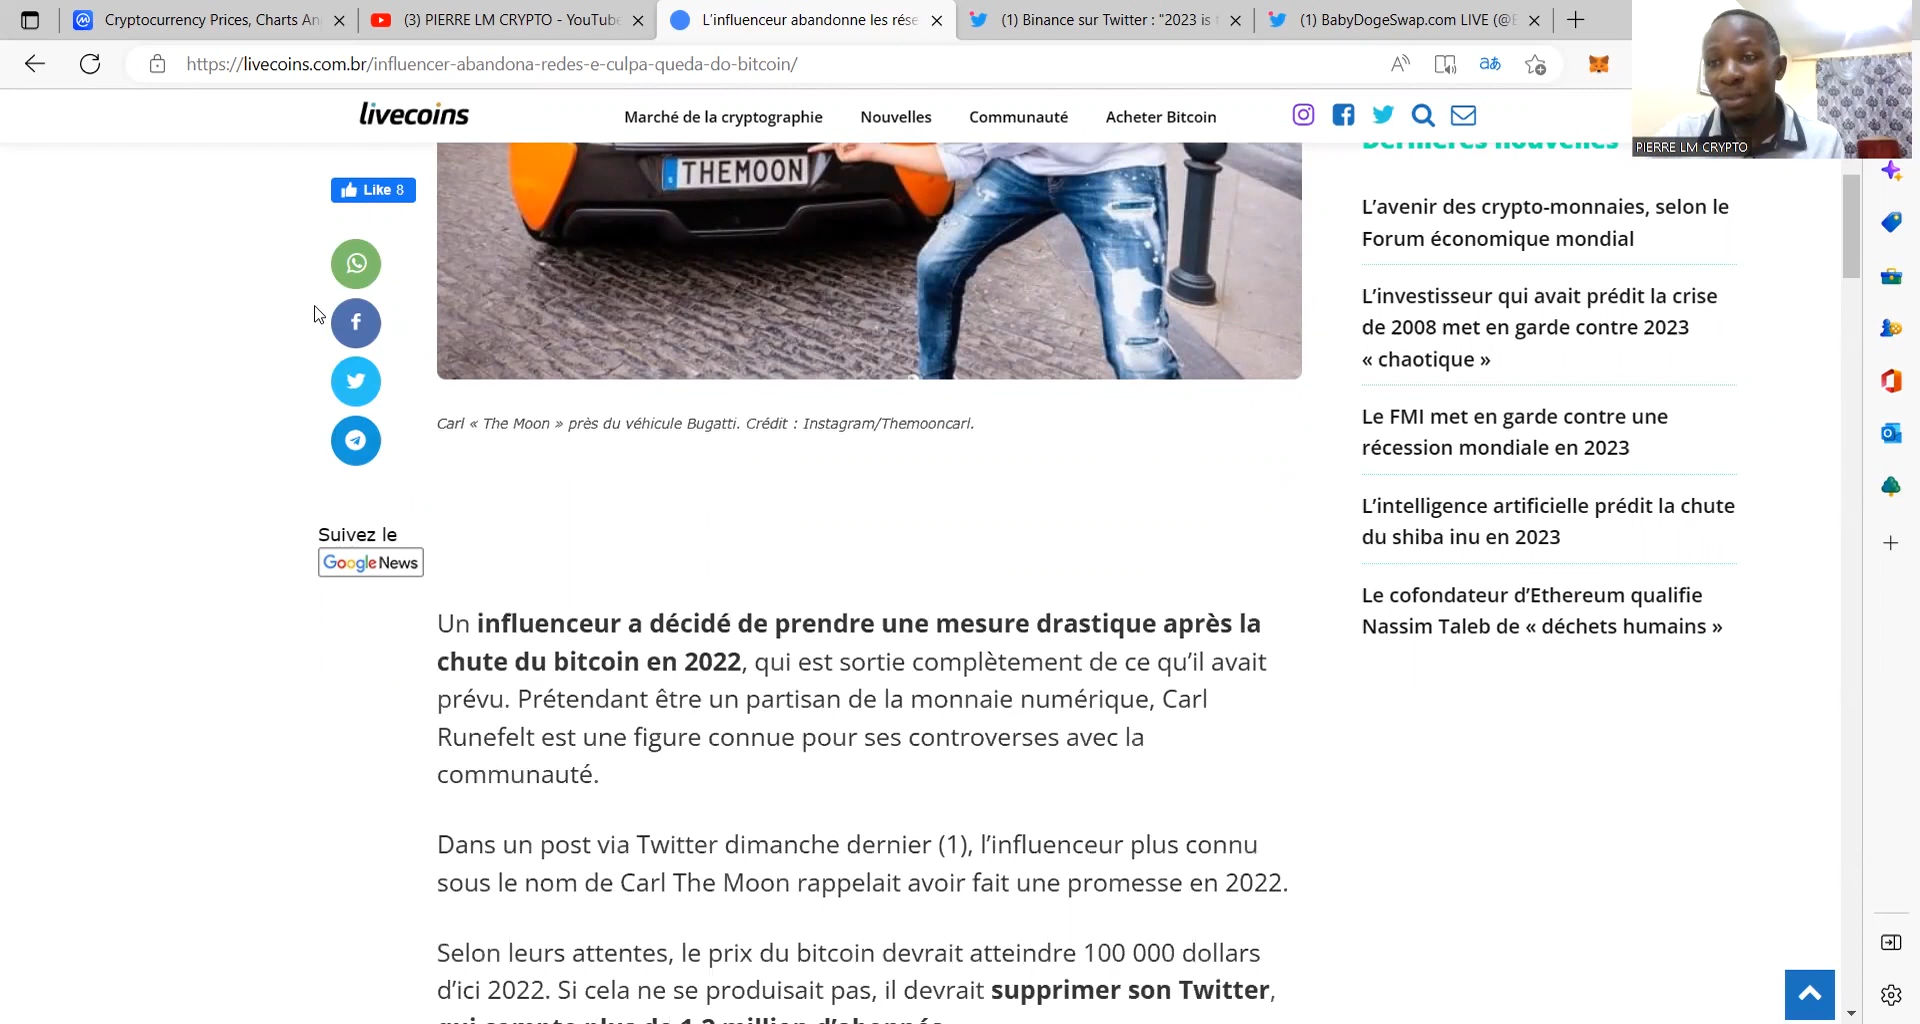 Cryptocurrency Prices, Charts An
(3) PIERRE LM CRYPTO - YouTube
L'influenceur abandonne les rése
(1) Binance sur Twitter : "2023 is
(1) BabyDogeSwap.com LIVE (@
https://livecoins.com.br/influencer-abandona-redes-e-culpa-queda-do-bitcoin/
PIERRE LM CRYPTO
livecoins
Marché de la cryptographie
Nouvelles
Communauté
Acheter Bitcoin
THEMOON
Like 8
Carl « The Moon » près du véhicule Bugatti. Crédit : Instagram/Themooncarl.
Suivez le
Google News
Un influenceur a décidé de prendre une mesure drastique après la
chute du bitcoin en 2022, qui est sortie complètement de ce qu'il avait
prévu. Prétendant être un partisan de la monnaie numérique, Carl
Runefelt est une figure connue pour ses controverses avec la
communauté.
Dans un post via Twitter dimanche dernier (1), l'influenceur plus connu
sous le nom de Carl The Moon rappelait avoir fait une promesse en 2022.
Selon leurs attentes, le prix du bitcoin devrait atteindre 100 000 dollars
d'ici 2022. Si cela ne se produisait pas, il devrait supprimer son Twitter,
qui compte plus de 1,2 million d'abonnés.
Dernières nouvelles
L'avenir des crypto-monnaies, selon le
Forum économique mondial
L'investisseur qui avait prédit la crise
de 2008 met en garde contre 2023
« chaotique »
Le FMI met en garde contre une
récession mondiale en 2023
L'intelligence artificielle prédit la chute
du shiba inu en 2023
Le cofondateur d'Ethereum qualifie
Nassim Taleb de « déchets humains »